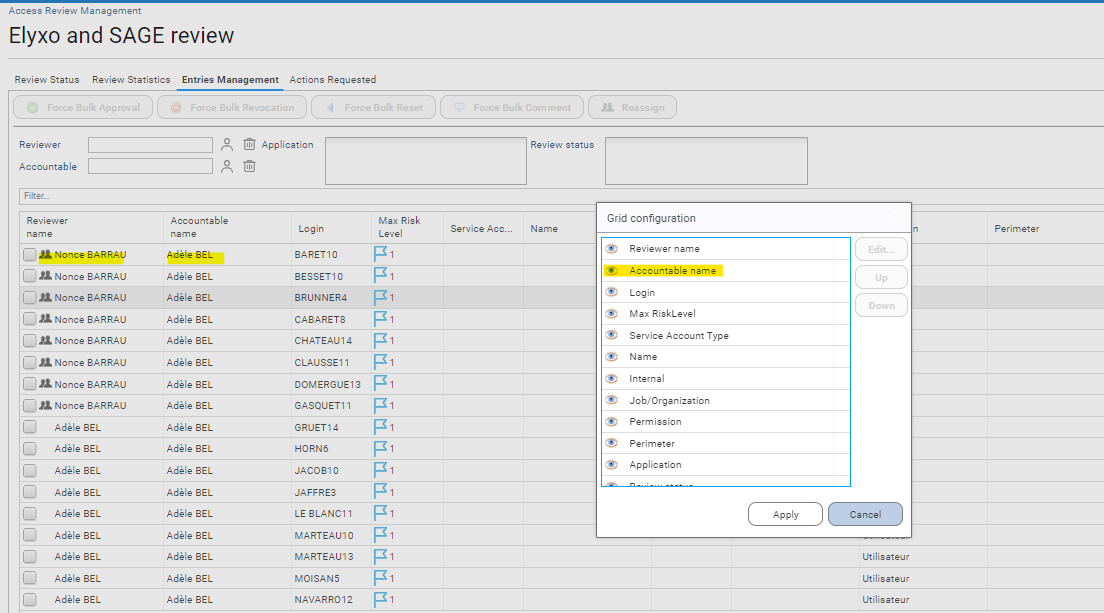 Access Review Management
Elyxo and SAGE review
Review Status Review Statistics Entries Management Actions Requested
Force Bulk Approval Force Bulk Revocation Force Bulk Reset Force Bulk Comment Reassign
Reviewer Application Review status
Accountable
Filter...
Reviewer name Accountable name Login Max Risk Level Service Acc... Name Perimeter
Nonce BARRAU Adèle BEL BARET10 1
Nonce BARRAU Adèle BEL BESSET10 1
Nonce BARRAU Adèle BEL BRUNNER4 1
Nonce BARRAU Adèle BEL CABARET8 1
Nonce BARRAU Adèle BEL CHATEAU14 1
Nonce BARRAU Adèle BEL CLAUSSE11 1
Nonce BARRAU Adèle BEL DOMERGUE13 1
Nonce BARRAU Adèle BEL GASQUET11 1
Adèle BEL Adèle BEL GRUET14 1
Adèle BEL Adèle BEL HORN6 1
Adèle BEL Adèle BEL JACOB10 1
Adèle BEL Adèle BEL JAFFRE3 1
Adèle BEL Adèle BEL LE BLANC11 1
Adèle BEL Adèle BEL MARTEAU10 1
Adèle BEL Adèle BEL MARTEAU13 1 Utilisateur
Adèle BEL Adèle BEL MOISAN5 1 Utilisateur
Adèle BEL Adèle BEL NAVARRO12 1 Utilisateur
Grid configuration
Reviewer name
Accountable name
Login
Max RiskLevel
Service Account Type
Name
Internal
Job/Organization
Permission
Perimeter
Application
Review status
Edit...
Up
Down
Apply Cancel